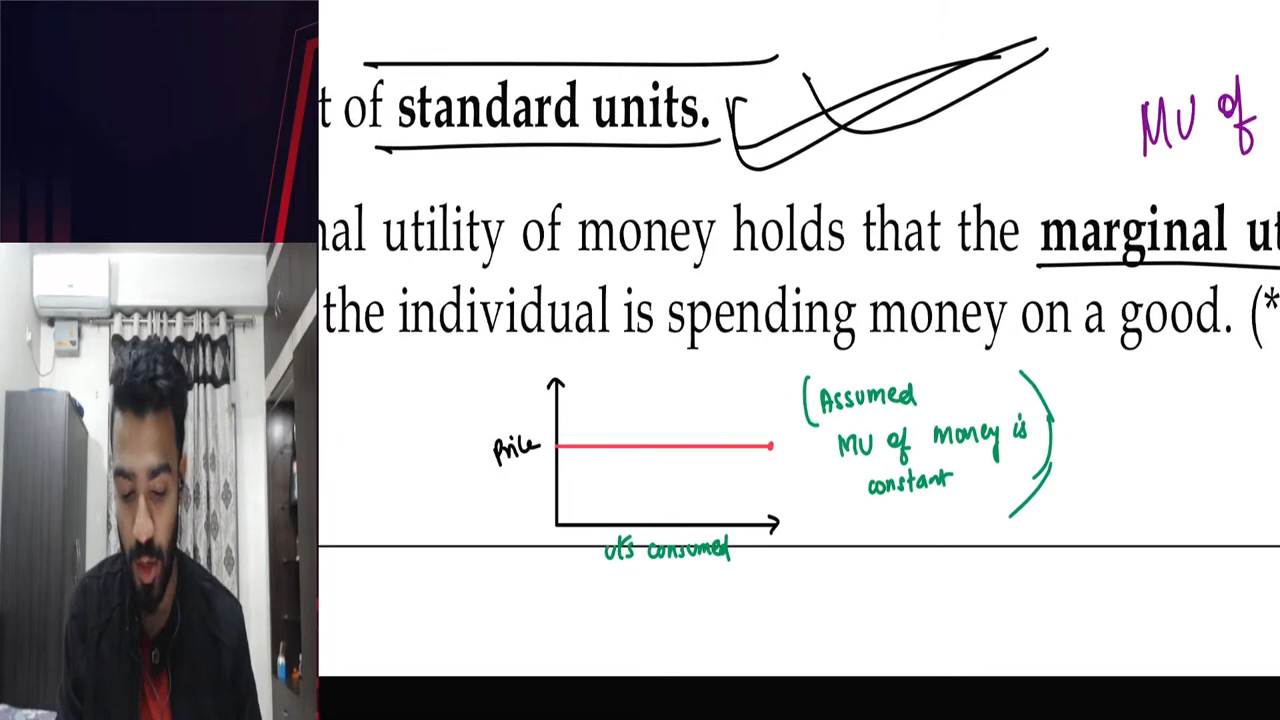 t of standard units.
MU of
nal utility of money holds that the marginal ut
the individual is spending money on a good. (*
(Assumed
Price
MU of money is
constant)
uts consumed